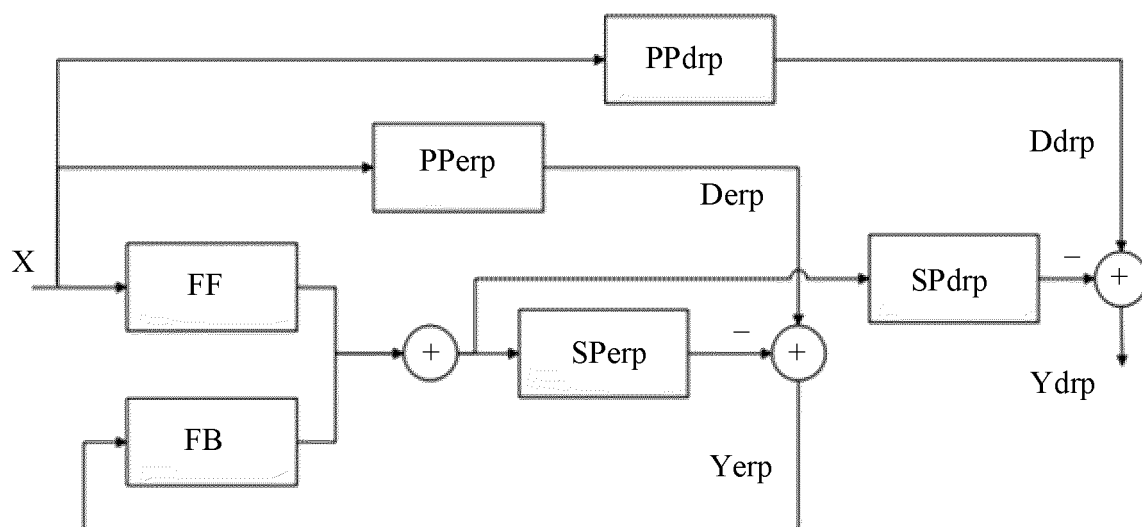 PPdrp
PPerp
Ddrp
Derp
X
FF
SPdrp
−
+
+
SPerp
−
+
Ydrp
FB
Yerp